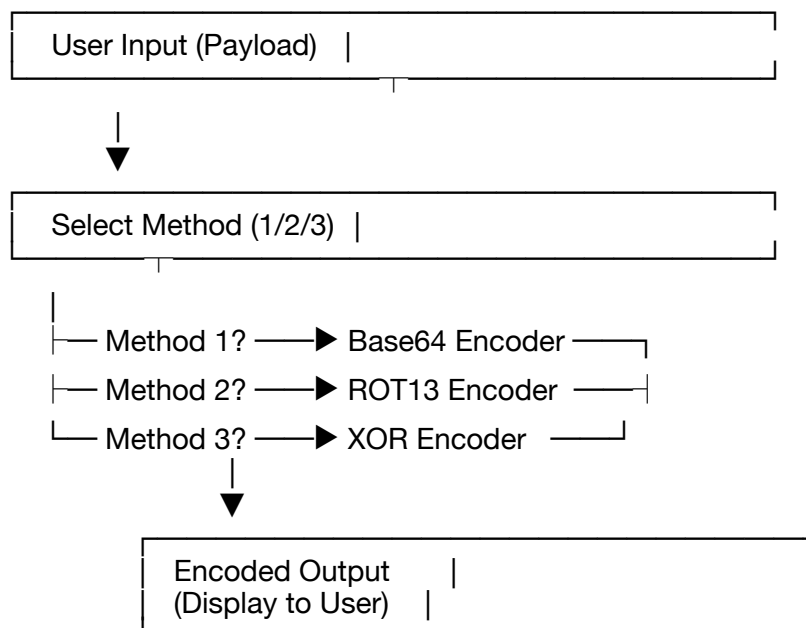 User Input (Payload)
Select Method (1/2/3)
Method 1? Base64 Encoder
Method 2? ROT13 Encoder
Method 3? XOR Encoder
Encoded Output
(Display to User)